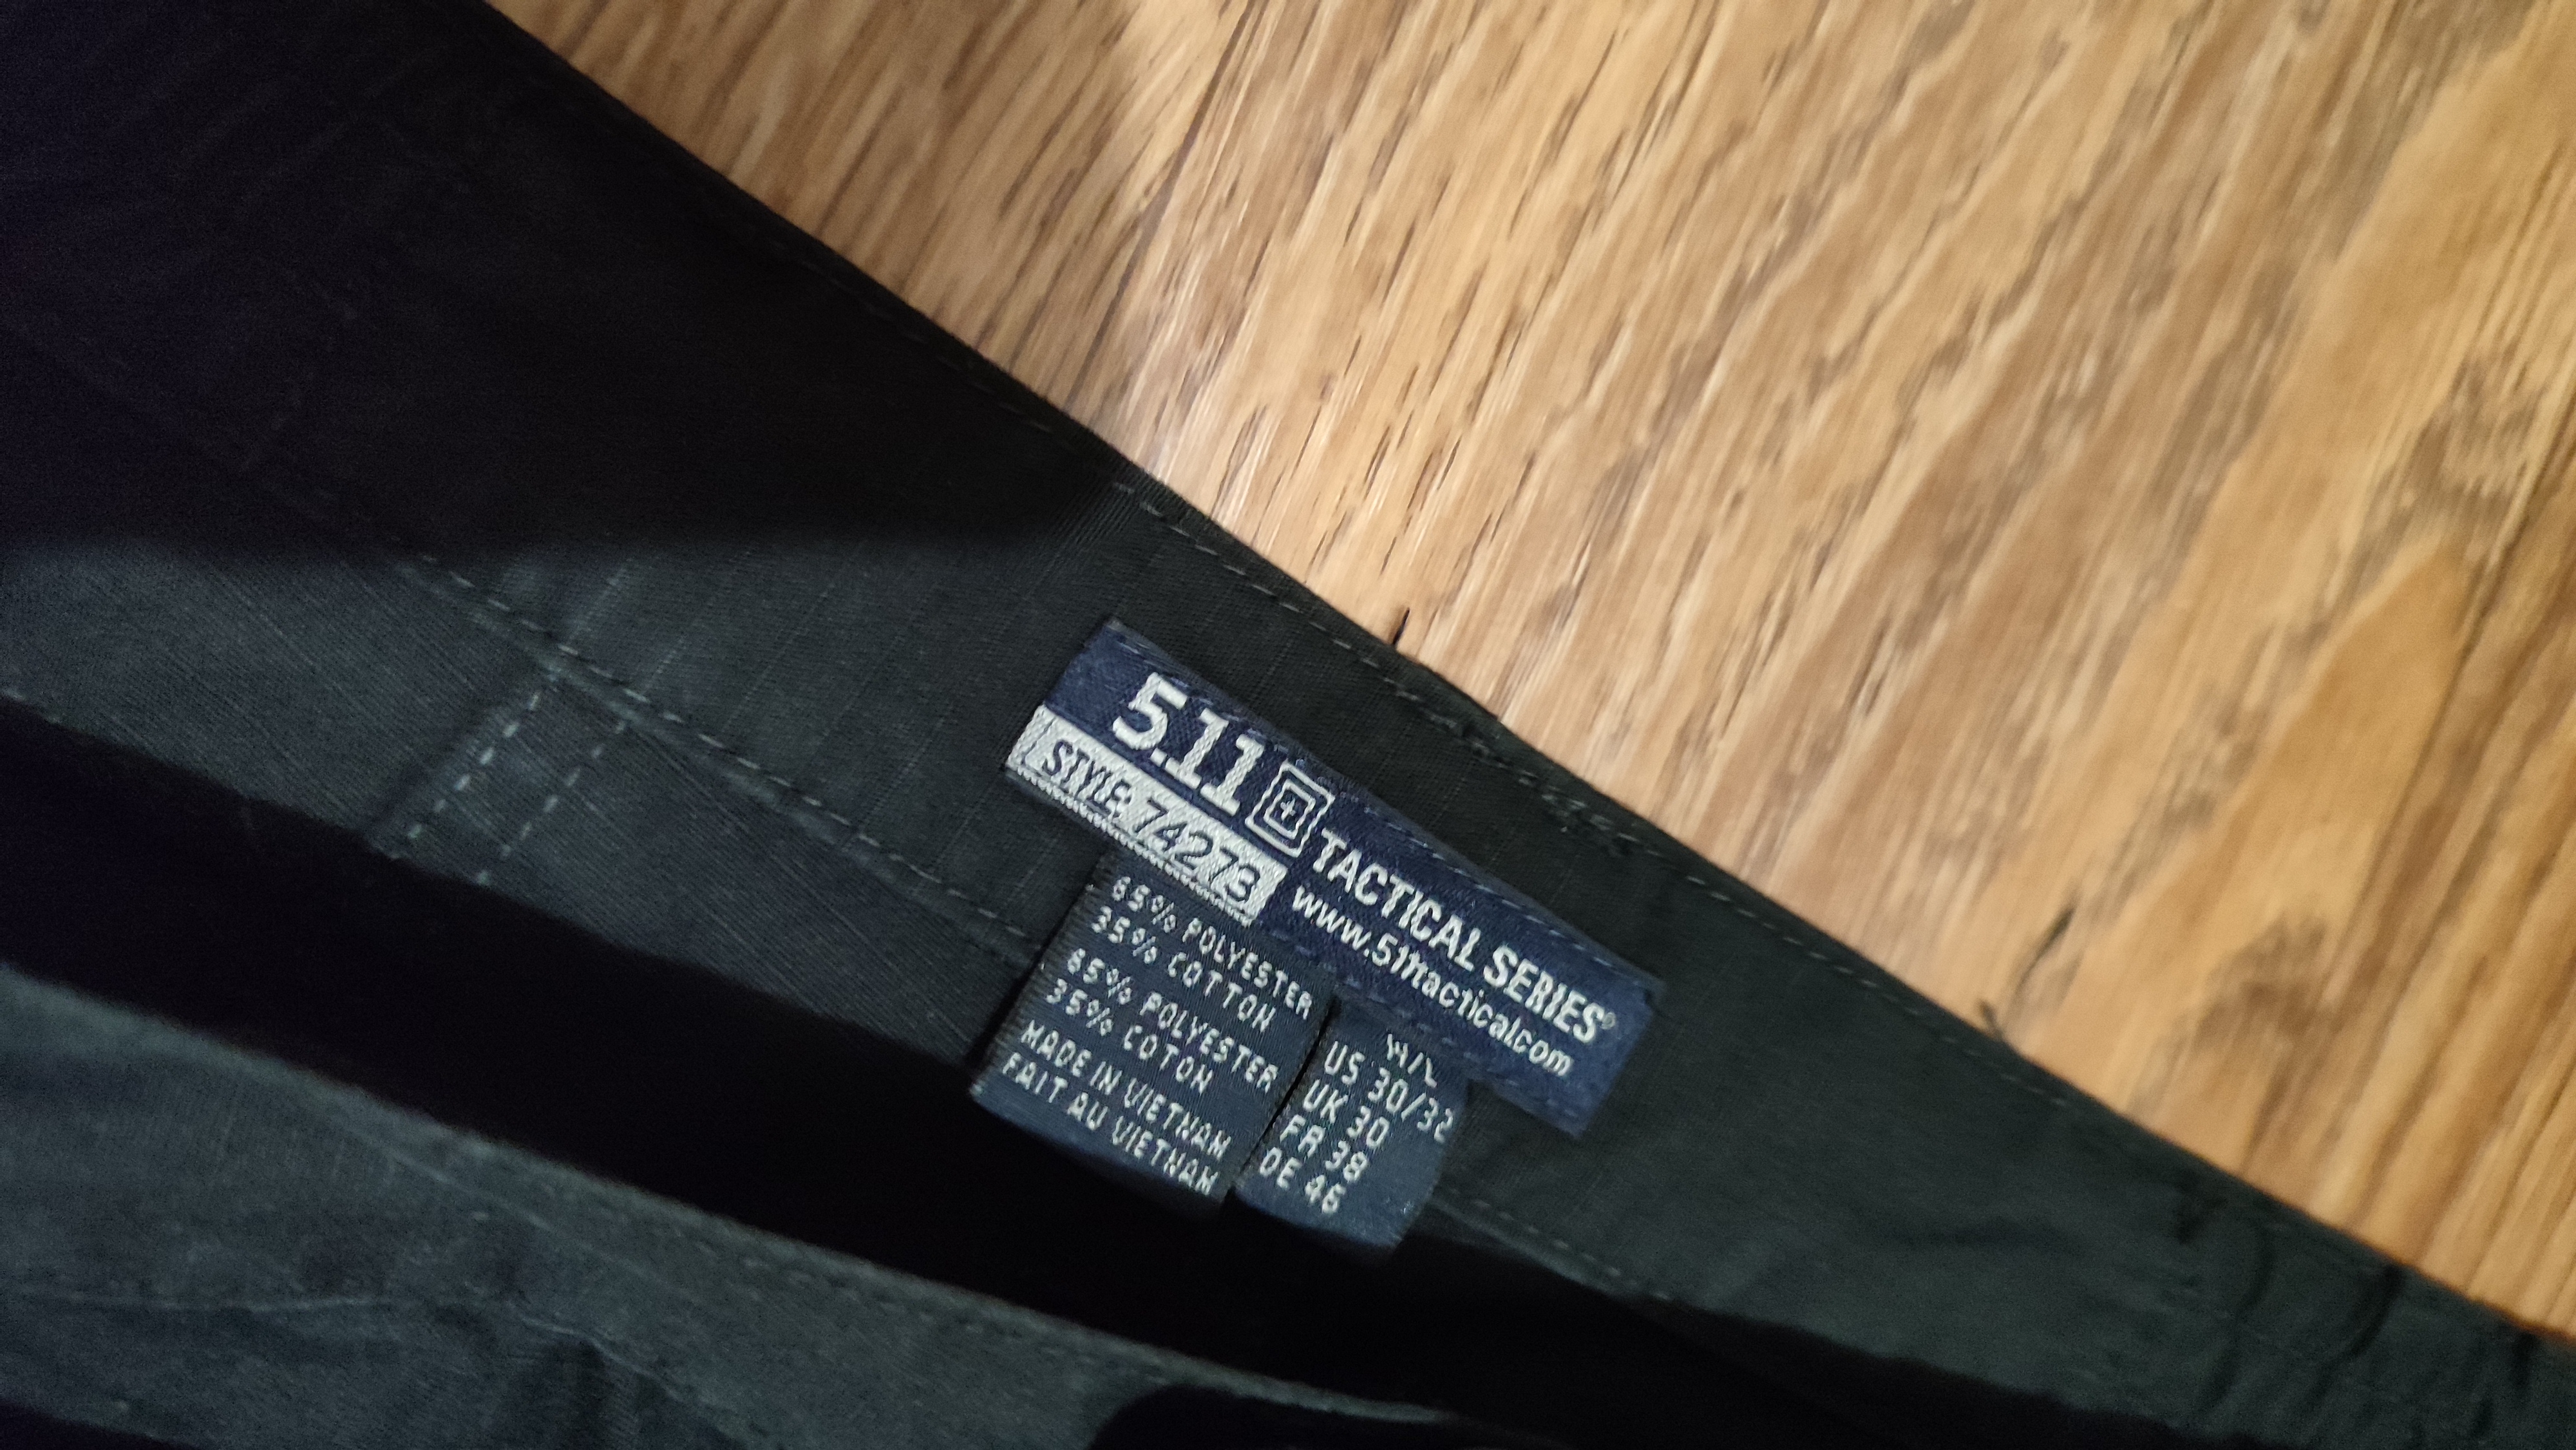 5.11 TACTICAL SERIES®
STYLE 74273 www.511tactical.com
65% POLYESTER
35% COTTON
65% POLYESTER
35% COTON
MADE IN VIETNAM
FAIT AU VIETNAM
W/L
US 30/32
UK 30
FR 38
DE 46